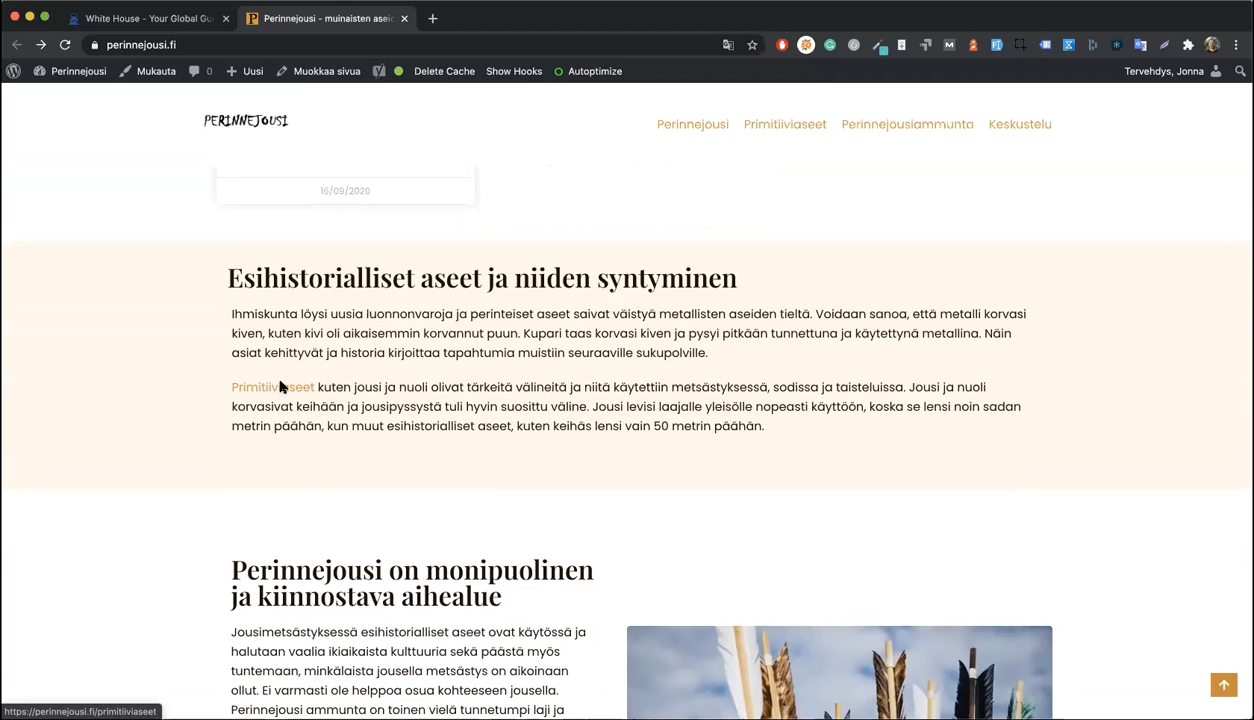 White House - Your Global Gui
Perinnejousi - muinaisten aseid
perinnejousi.fi
Perinnejousi
Mukauta
0
Uusi
Muokkaa sivua
Delete Cache
Show Hooks
Autoptimize
Tervehdys, Jonna
PERINNEJOUSI
Perinnejousi
Primitiiviaseet
Perinnejousiammunta
Keskustelu
16/09/2020
Esihistorialliset aseet ja niiden syntyminen
Ihmiskunta löysi uusia luonnonvaroja ja perinteiset aseet saivat väistyä metallisten aseiden tieltä. Voidaan sanoa, että metalli korvasi
kiven, kuten kivi oli aikaisemmin korvannut puun. Kupari taas korvasi kiven ja pysyi pitkään tunnettuna ja käytettynä metallina. Näin
asiat kehittyvät ja historia kirjoittaa tapahtumia muistiin seuraaville sukupolville.
Primitiiviaseet kuten jousi ja nuoli olivat tärkeitä välineitä ja niitä käytettiin metsästyksessä, sodissa ja taisteluissa. Jousi ja nuoli
korvasivat keihään ja jousipyssystä tuli hyvin suosittu väline. Jousi levisi laajalle yleisölle nopeasti käyttöön, koska se lensi noin sadan
metrin päähän, kun muut esihistorialliset aseet, kuten keihäs lensi vain 50 metrin päähän.
Perinnejousi on monipuolinen
ja kiinnostava aihealue
Jousimetsästyksessä esihistorialliset aseet ovat käytössä ja
halutaan vaalia ikiaikaista kulttuuria sekä päästä myös
tuntemaan, minkälaista jousella metsästys on aikoinaan
ollut. Ei varmasti ole helppoa osua kohteeseen jousella.
Perinnejousi ammunta on toinen vielä tunnetumpi laji ja
https://perinnejousi.fi/primitiiviaseet